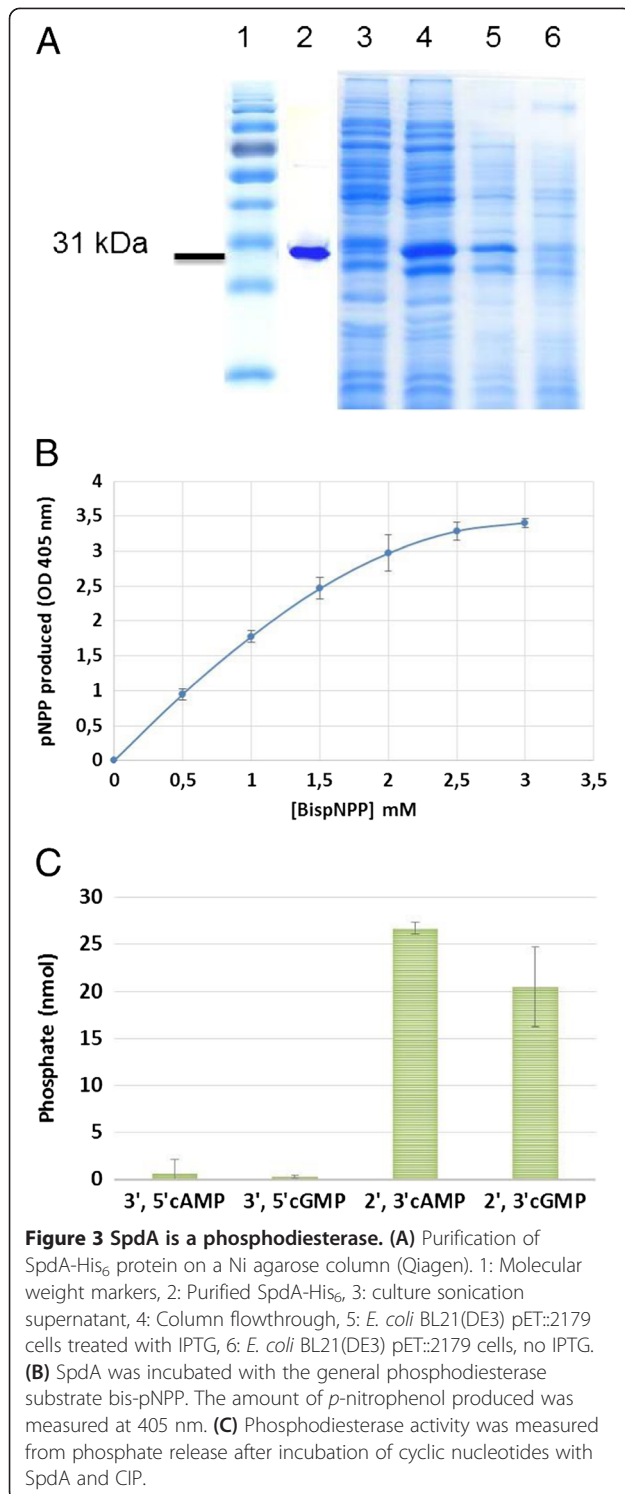 A
1 2 3 4 5 6
31 kDa
B
pNPP produced (OD 405 nm)
4
3,5
3
2,5
2
1,5
1
0,5
0
0 0,5 1 1,5 2 2,5 3 3,5
[BispNPP] mM
C
Phosphate (nmol)
30
25
20
15
10
5
0
3', 5'cAMP 3', 5'cGMP 2', 3'cAMP 2', 3'cGMP
Figure 3 SpdA is a phosphodiesterase. (A) Purification of
SpdA-His₆ protein on a Ni agarose column (Qiagen). 1: Molecular
weight markers, 2: Purified SpdA-His₆, 3: culture sonication
supernatant, 4: Column flowthrough, 5: E. coli BL21(DE3) pET::2179
cells treated with IPTG, 6: E. coli BL21(DE3) pET::2179 cells, no IPTG.
(B) SpdA was incubated with the general phosphodiesterase
substrate bis-pNPP. The amount of p-nitrophenol produced was
measured at 405 nm. (C) Phosphodiesterase activity was measured
from phosphate release after incubation of cyclic nucleotides with
SpdA and CIP.